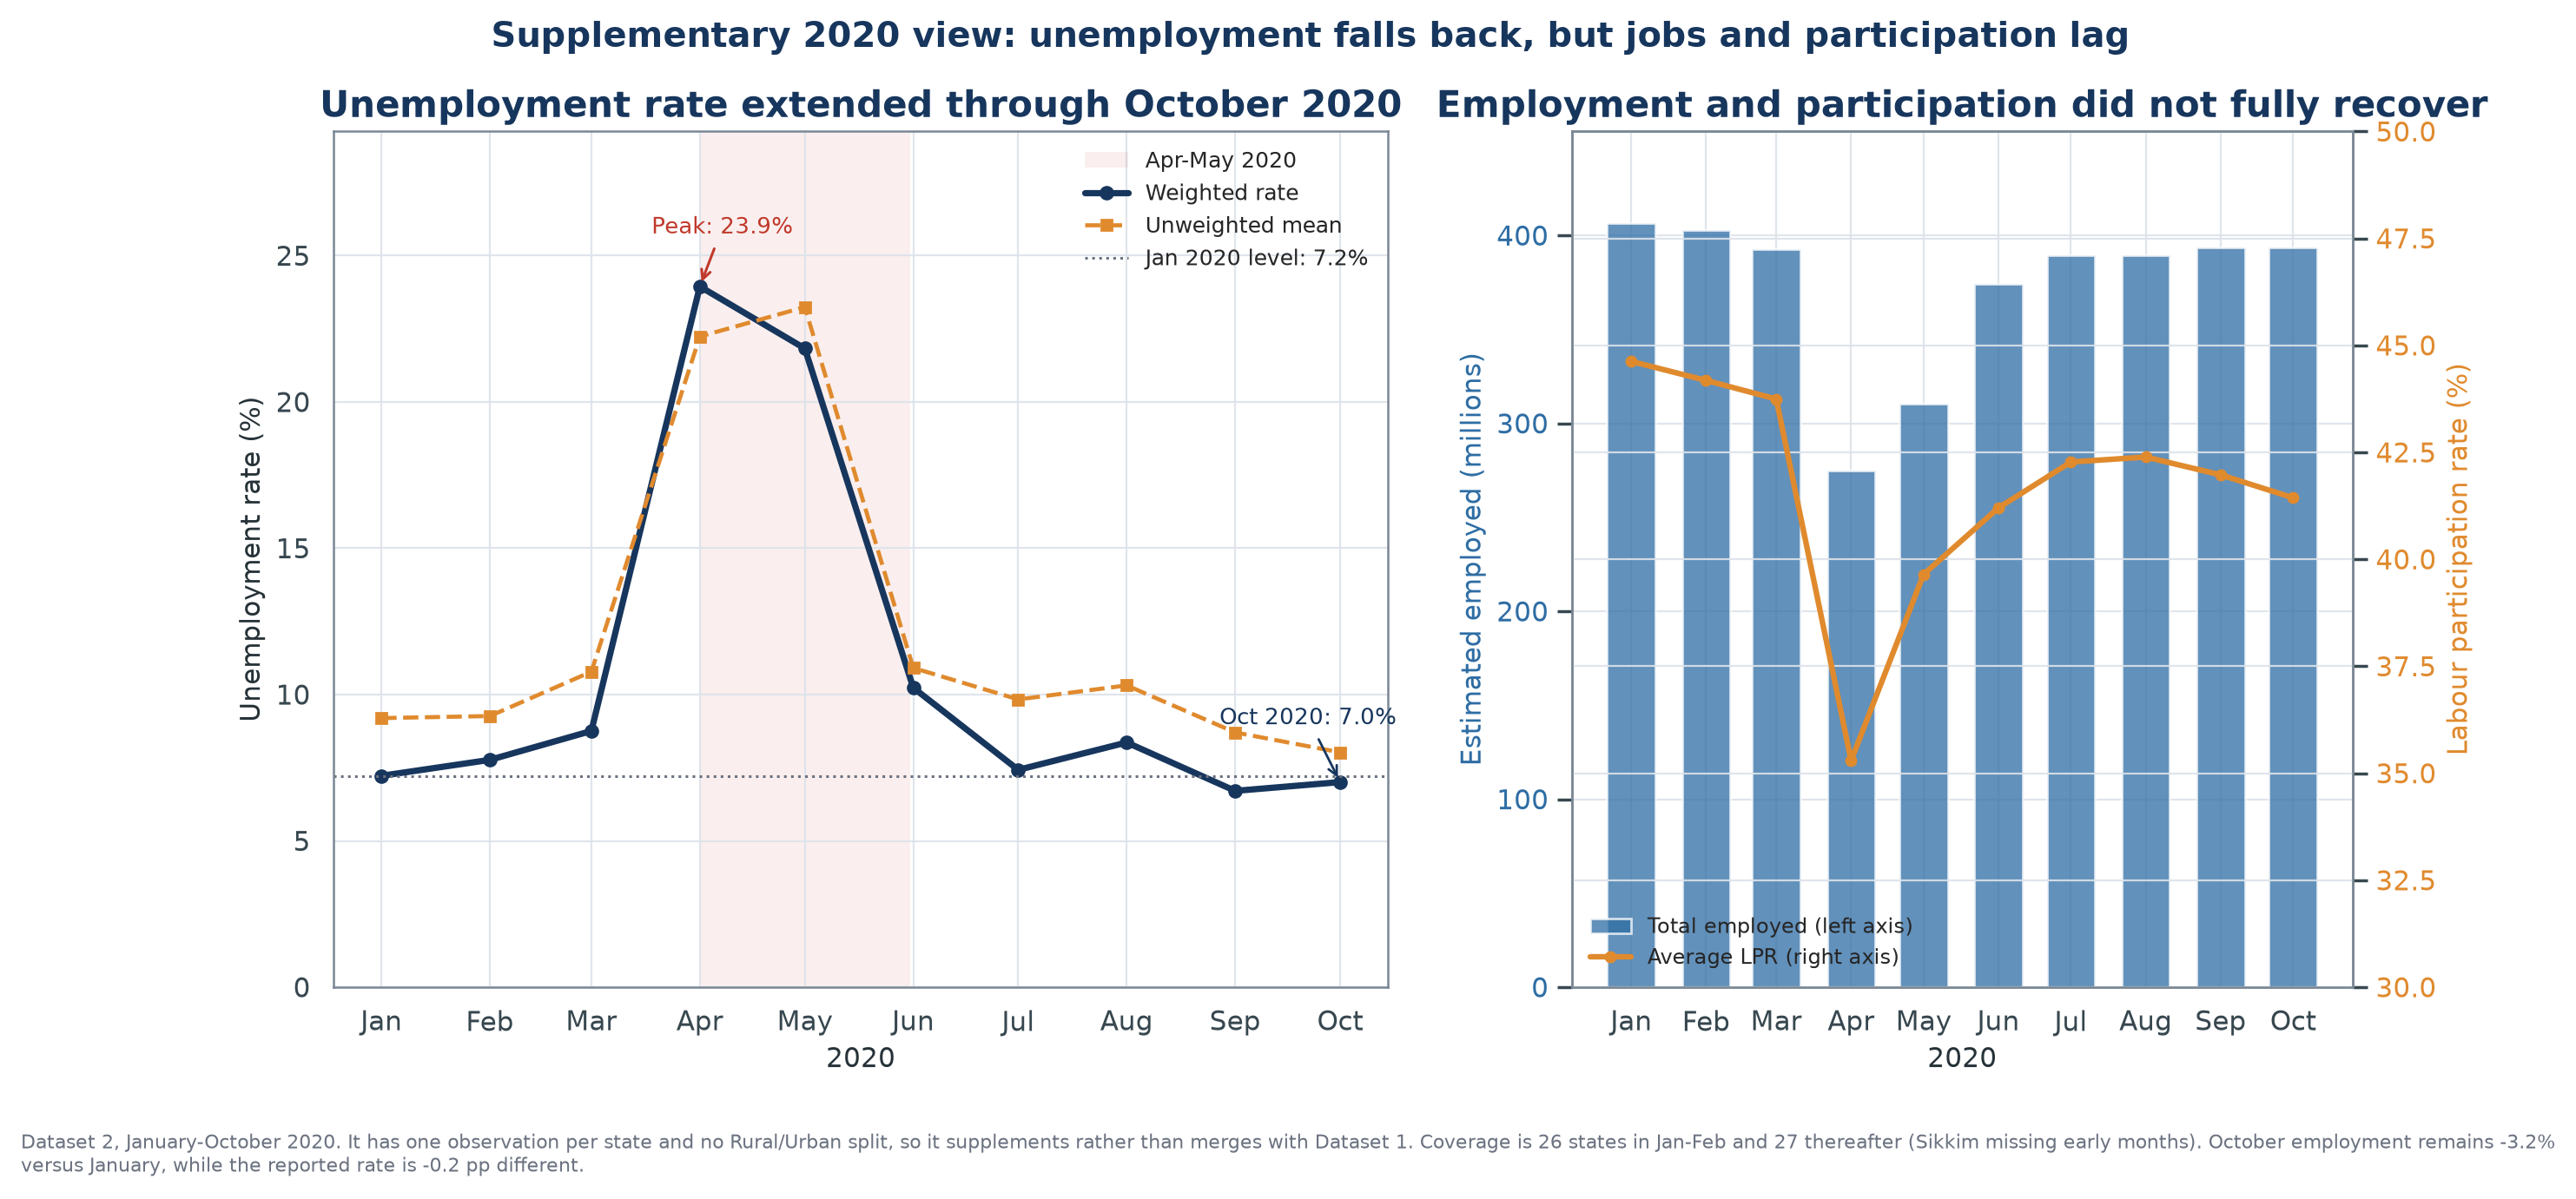 Supplementary 2020 view: unemployment falls back, but jobs and participation lag
Unemployment rate extended through October 2020
Unemployment rate (%)
25
20
15
10
5
0
Peak: 23.9%
Apr-May 2020
Weighted rate
Unweighted mean
Jan 2020 level: 7.2%
Oct 2020: 7.0%
Jan Feb Mar Apr May Jun Jul Aug Sep Oct
2020
Employment and participation did not fully recover
Estimated employed (millions)
400
300
200
100
0
Total employed (left axis)
Average LPR (right axis)
50.0
47.5
45.0
42.5
40.0
37.5
35.0
32.5
30.0
Labour participation rate (%)
Jan Feb Mar Apr May Jun Jul Aug Sep Oct
2020
Dataset 2, January-October 2020. It has one observation per state and no Rural/Urban split, so it supplements rather than merges with Dataset 1. Coverage is 26 states in Jan-Feb and 27 thereafter (Sikkim missing early months). October employment remains -3.2%
versus January, while the reported rate is -0.2 pp different.